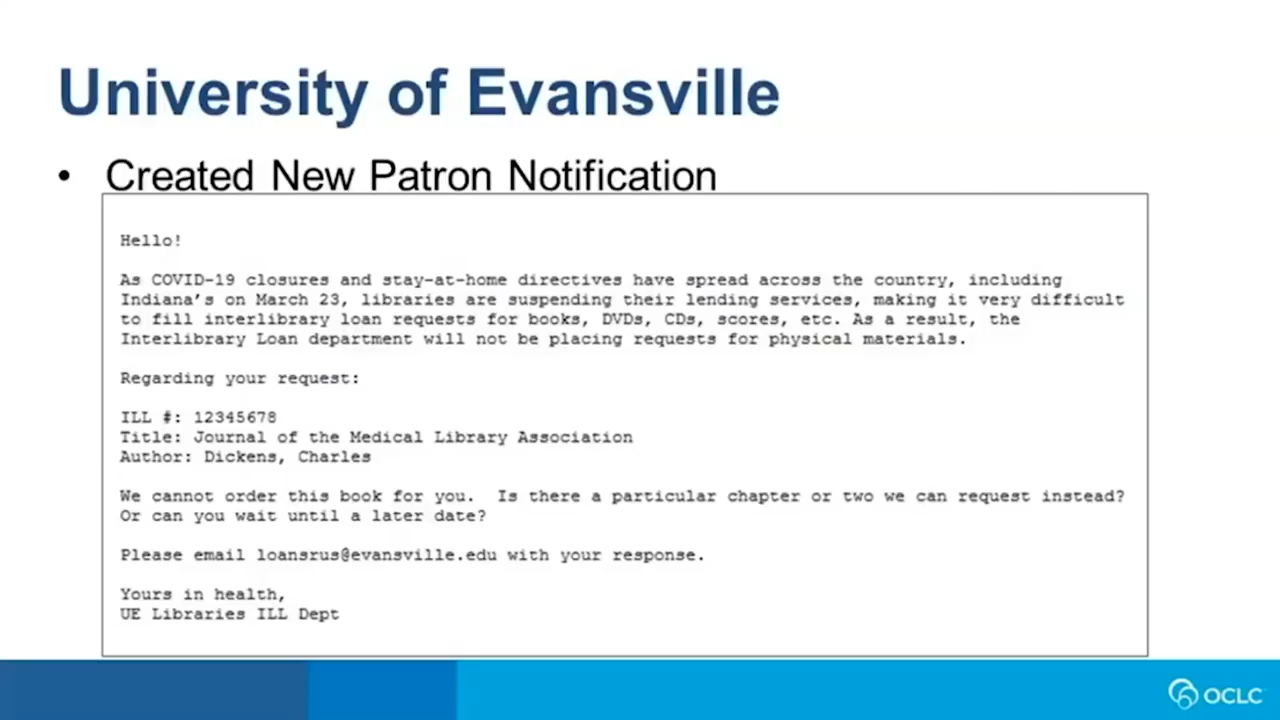 University of Evansville
• Created New Patron Notification
Hello!
As COVID-19 closures and stay-at-home directives have spread across the country, including
Indiana's on March 23, libraries are suspending their lending services, making it very difficult
to fill interlibrary loan requests for books, DVDs, CDs, scores, etc. As a result, the
Interlibrary Loan department will not be placing requests for physical materials.
Regarding your request:
ILL #: 12345678
Title: Journal of the Medical Library Association
Author: Dickens, Charles
We cannot order this book for you.  Is there a particular chapter or two we can request instead?
Or can you wait until a later date?
Please email loansrus@evansville.edu with your response.
Yours in health,
UE Libraries ILL Dept
OCLC